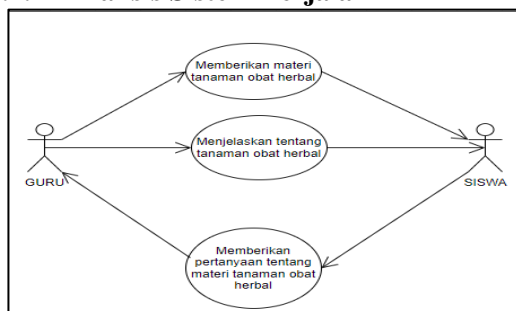 Memberikan materi
tanaman obat herbal
Menjelaskan tentang
tanaman obat herbal
GURU
SISWA
Memberikan
pertanyaan tentang
materi tanaman obat
herbal